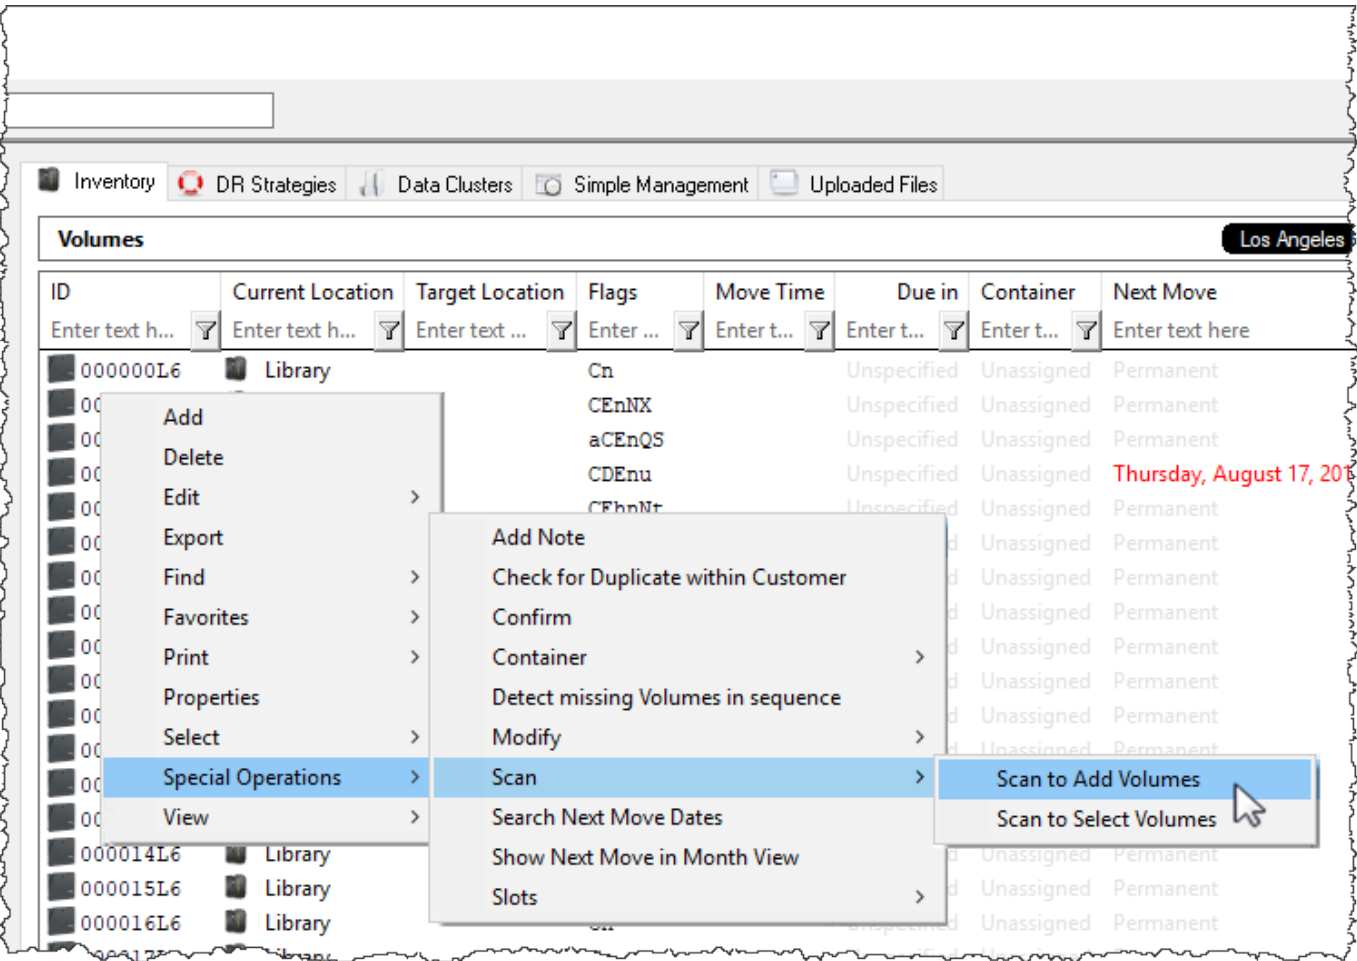 Inventory DR Strategies Data Clusters Simple Management Uploaded Files
Volumes Los Angeles
ID Current Location Target Location Flags Move Time Due in Container Next Move
Enter text h... Enter text h... Enter text ... Enter ... Enter t... Enter t... Enter t... Enter text here
000000L6 Library Cn Unspecified Unassigned Permanent
CEnNX Unspecified Unassigned Permanent
Add
aCEnQS Unspecified Unassigned Permanent
Delete
CDEnu Unspecified Unassigned Thursday, August 17, 201
Edit
CEhnNt Unspecified Unassigned Permanent
Export Add Note
Unassigned Permanent
Find Check for Duplicate within Customer
Unassigned Permanent
Favorites Confirm
Unassigned Permanent
Print Container
Unassigned Permanent
Unassigned Permanent
Properties Detect missing Volumes in sequence
Unassigned Permanent
Select Modify
Unassigned Permanent
Special Operations Scan Scan to Add Volumes
View Search Next Move Dates Scan to Select Volumes
000014L6 Library Unassigned Permanent
Show Next Move in Month View
000015L6 Library Unassigned Permanent
Slots
000016L6 Library Unspecified Unassigned Permanent
Library